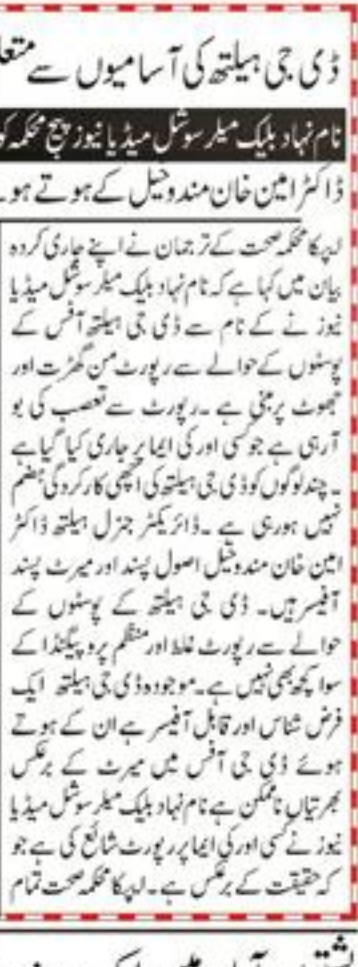 ڈی جی ہیلتھ کی آسامیوں سے متعا
نام نہاد بلیک میلر سوشل میڈیا نیوز پیج محکمہ کو
ڈاکٹر امین خان مندوخیل کے ہوتے ہو
لہپکا محکمہ صحت کے ترجمان نے اپنے جاری کردہ
بیان میں کہا ہے کہ نام نہاد بلیک میلر سوشل میڈیا
نیوز نے کے نام سے ڈی جی ہیلتھ آفس کے
پوسٹوں کے حوالے سے رپورٹ من گھڑت اور
جھوٹ پر مبنی ہے ۔رپورٹ سے تعصب کی بو
آرہی ہے جو کسی اور کی ایما پر جاری کیا گیا ہے
۔ چند لوگوں کو ڈی جی ہیلتھ کی اچھی کارکردگی ہضم
نہیں ہورہی ہے ۔ڈائریکٹر جنرل ہیلتھ ڈاکٹر
امین خان مندوخیل اصول پسند اور میرٹ پسند
آفیسر ہیں۔ ڈی جی ہیلتھ کے پوسٹوں کے
حوالے سے رپورٹ غلط اور منظم پروپیگنڈا کے
سوا کچھ بھی نہیں ہے ۔موجودہ ڈی جی ہیلتھ ایک
فرض شناس اور قابل آفیسر ہے ان کے ہوتے
ہوئے ڈی جی آفس میں میرٹ کے برعکس
بھرتیاں ناممکن ہے نام نہاد بلیک میلر سوشل میڈیا
نیوز نے کسی اور کی ایما پر رپورٹ شائع کی ہے جو
کہ حقیقت کے برعکس ہے ۔لہپکا محکمہ صحت تمام